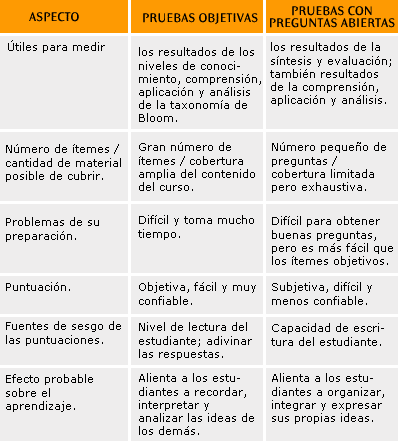 ASPECTO
PRUEBAS OBJETIVAS
PRUEBAS CON
PREGUNTAS ABIERTAS
Útiles para medir
los resultados de los
niveles de conoci-
miento, comprensión,
aplicación y análisis
de la taxonomía de
Bloom.
los resultados de la
síntesis y evaluación;
también resultados
de la comprensión,
aplicación y análisis.
Número de ítemes /
cantidad de material
posible de cubrir.
Gran número de
ítemes / cobertura
amplia del contenido
del curso.
Número pequeño de
preguntas /
cobertura limitada
pero exhaustiva.
Problemas de su
preparación.
Difícil y toma mucho
tiempo.
Difícil para obtener
buenas preguntas,
pero es más fácil que
los ítemes objetivos.
Puntuación.
Objetiva, fácil y muy
confiable.
Subjetiva, difícil y
menos confiable.
Fuentes de sesgo de
las puntuaciones.
Nivel de lectura del
estudiante; adivinar
las respuestas.
Capacidad de escri-
tura del estudiante.
Efecto probable
sobre el
aprendizaje.
Alienta a los estu-
diantes a recordar,
interpretar y
analizar las ideas de
los demás.
Alienta a los estu-
diantes a organizar,
integrar y expresar
sus propias ideas.